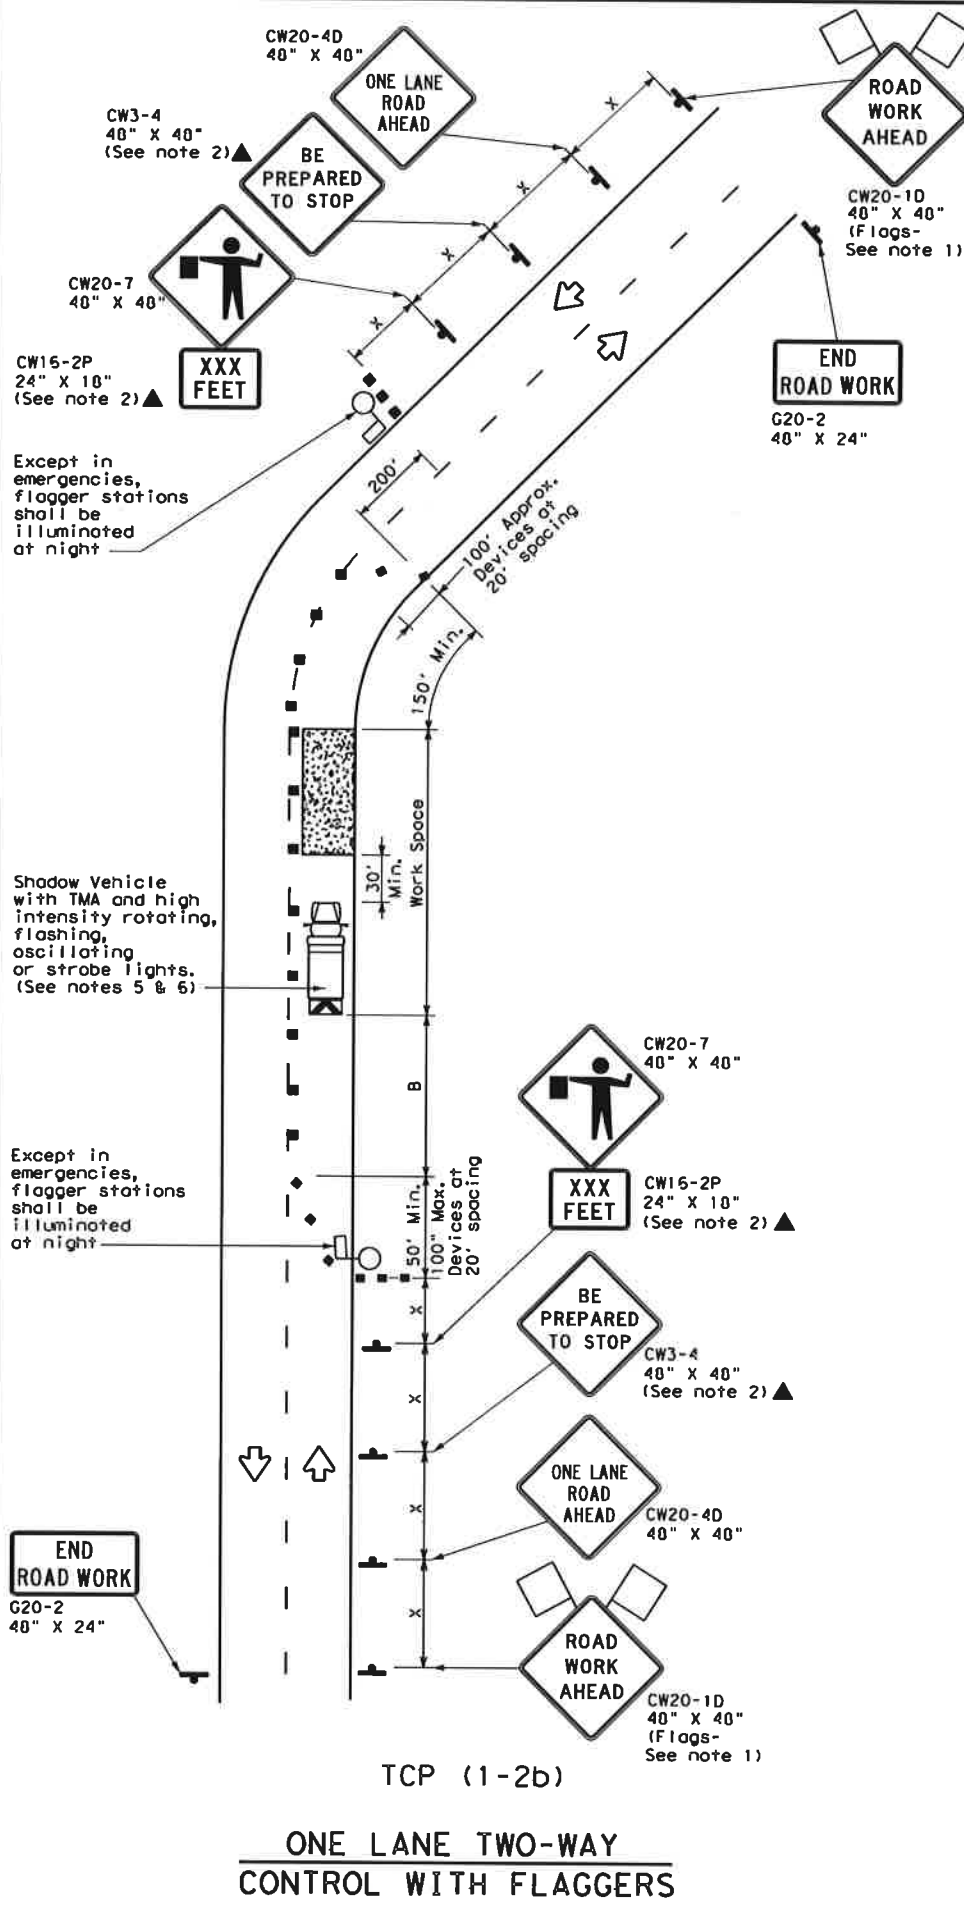 CW20-4D
48" X 48"
ONE LANE
ROAD
AHEAD
ROAD
WORK
AHEAD
CW20-1D
48" X 48"
(Flags-
See note 1)
CW3-4
48" X 48"
(See note 2)▲
BE
PREPARED
TO STOP
X
X
X
X
CW20-7
48" X 48"
CW16-2P
24" X 18"
(See note 2)▲
XXX
FEET
END
ROAD WORK
G20-2
48" X 24"
Except in
emergencies,
flagger stations
shall be
illuminated
at night
200'
100' Approx.
Devices at
20' spacing
150' Min.
Work Space
30'
Min.
Shadow Vehicle
with TMA and high
intensity rotating,
flashing,
oscillating
or strobe lights.
(See notes 5 & 6)
B
CW20-7
48" X 48"
XXX
FEET
CW16-2P
24" X 18"
(See note 2)▲
Except in
emergencies,
flagger stations
shall be
illuminated
at night
50' Min.
100" Max.
Devices at
20' spacing
X
X
X
X
BE
PREPARED
TO STOP
CW3-4
48" X 48"
(See note 2)▲
ONE LANE
ROAD
AHEAD
CW20-4D
48" X 48"
END
ROAD WORK
G20-2
48" X 24"
ROAD
WORK
AHEAD
CW20-1D
48" X 48"
(Flags-
See note 1)
TCP (1-2b)
ONE LANE TWO-WAY
CONTROL WITH FLAGGERS